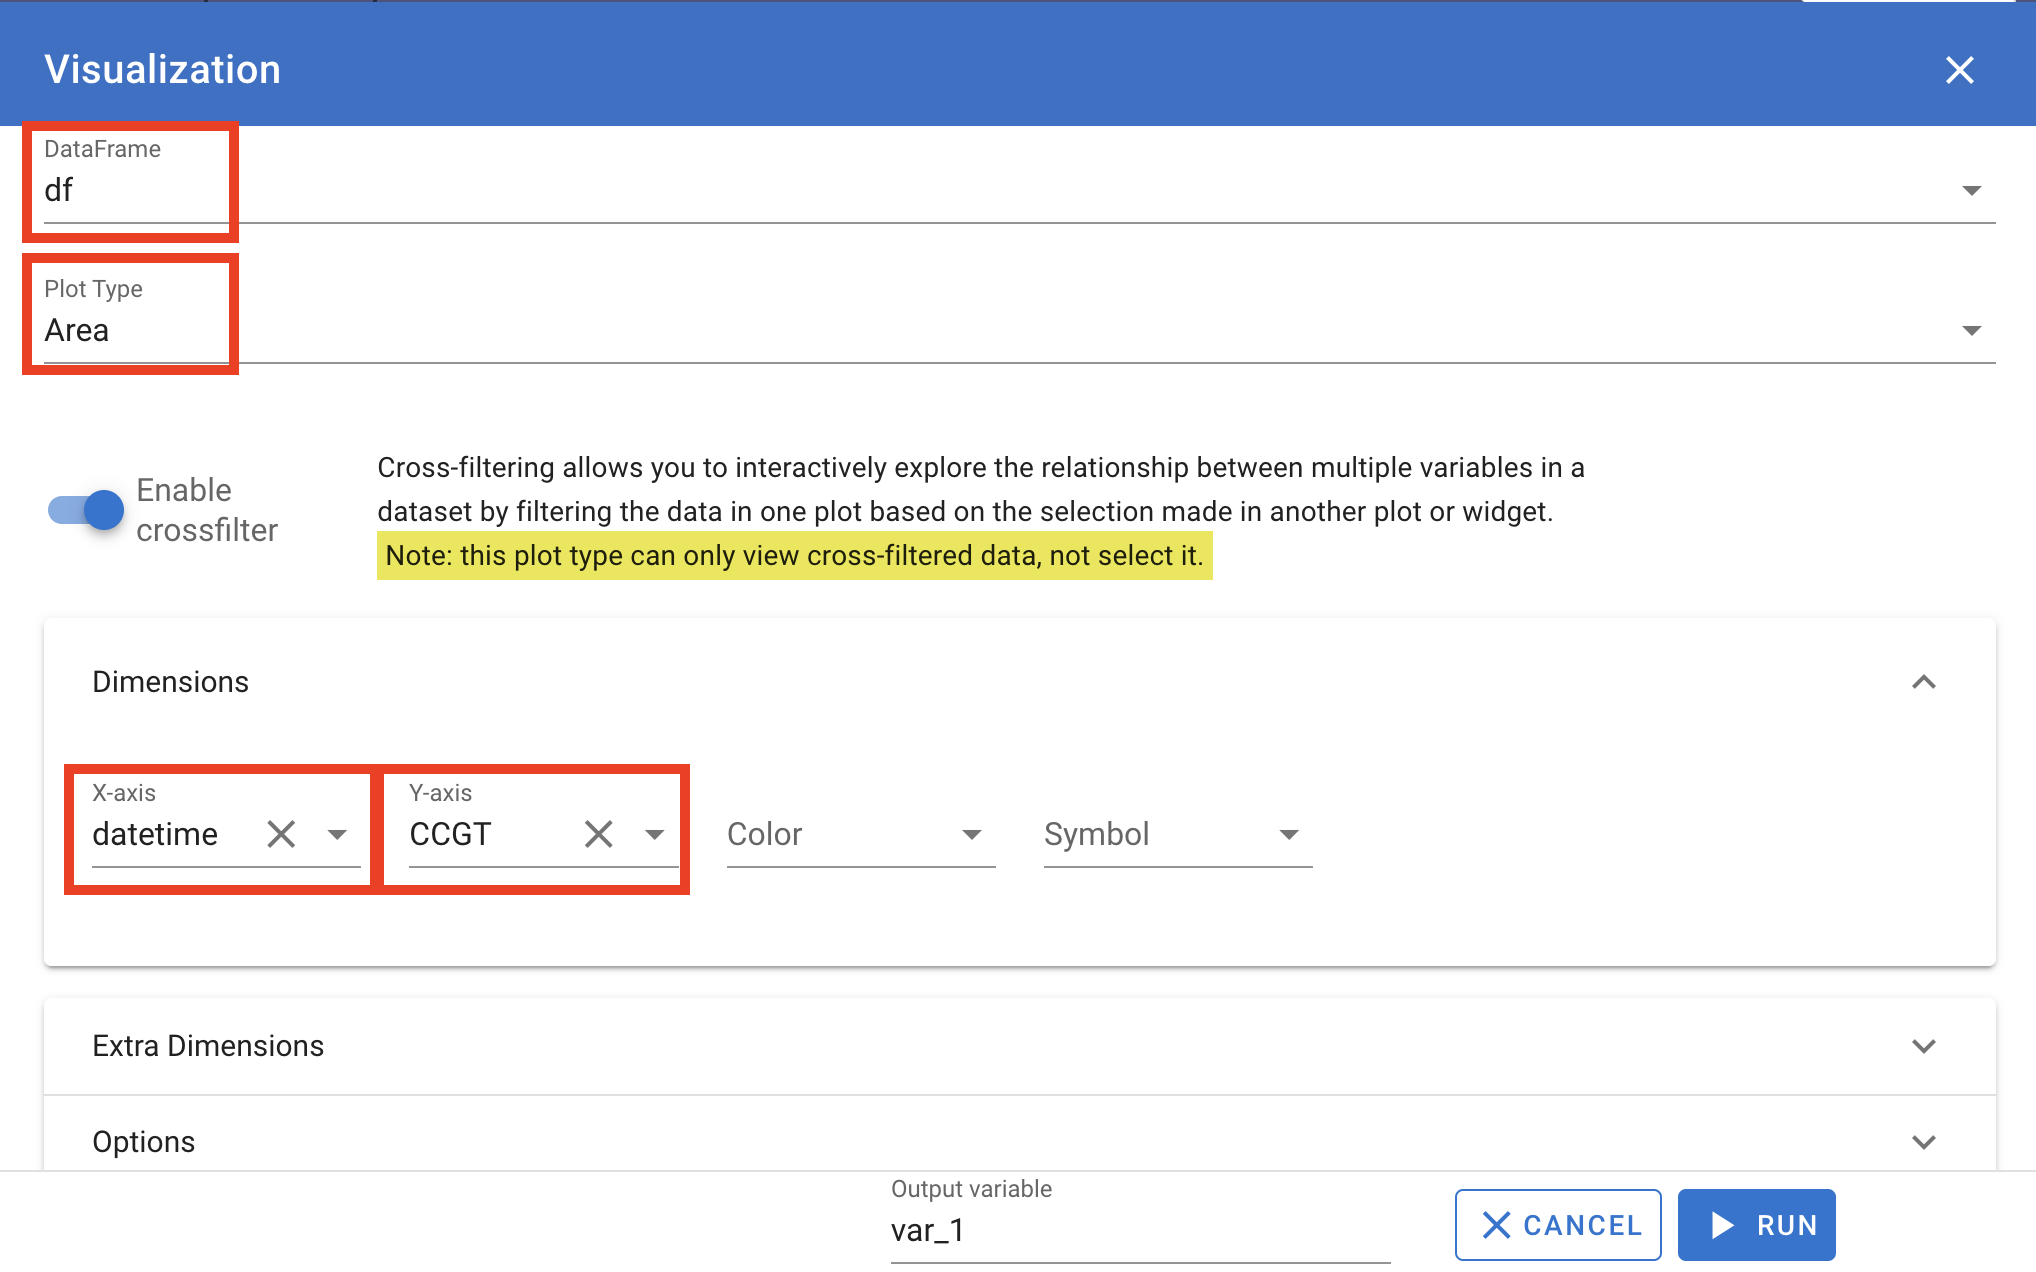 Visualization
DataFrame
df
Plot Type
Area
Enable
crossfilter
Cross-filtering allows you to interactively explore the relationship between multiple variables in a
dataset by filtering the data in one plot based on the selection made in another plot or widget.
Note: this plot type can only view cross-filtered data, not select it.
Dimensions
X-axis
datetime
Y-axis
CCGT
Color
Symbol
Extra Dimensions
Options
Output variable
var_1
CANCEL
RUN